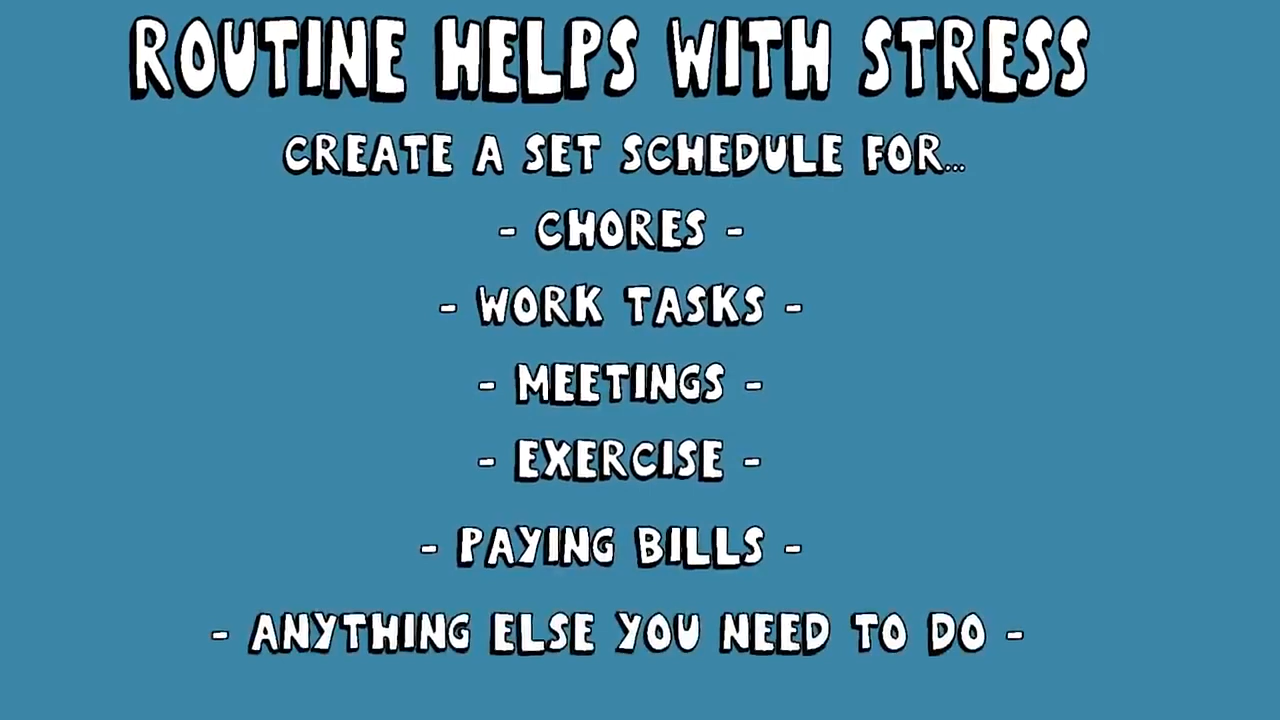 ROUTINE HELPS WITH STRESS
CREATE A SET SCHEDULE FOR...
- CHORES -
- WORK TASKS -
- MEETINGS -
- EXERCISE -
- PAYING BILLS -
- ANYTHING ELSE YOU NEED TO DO -